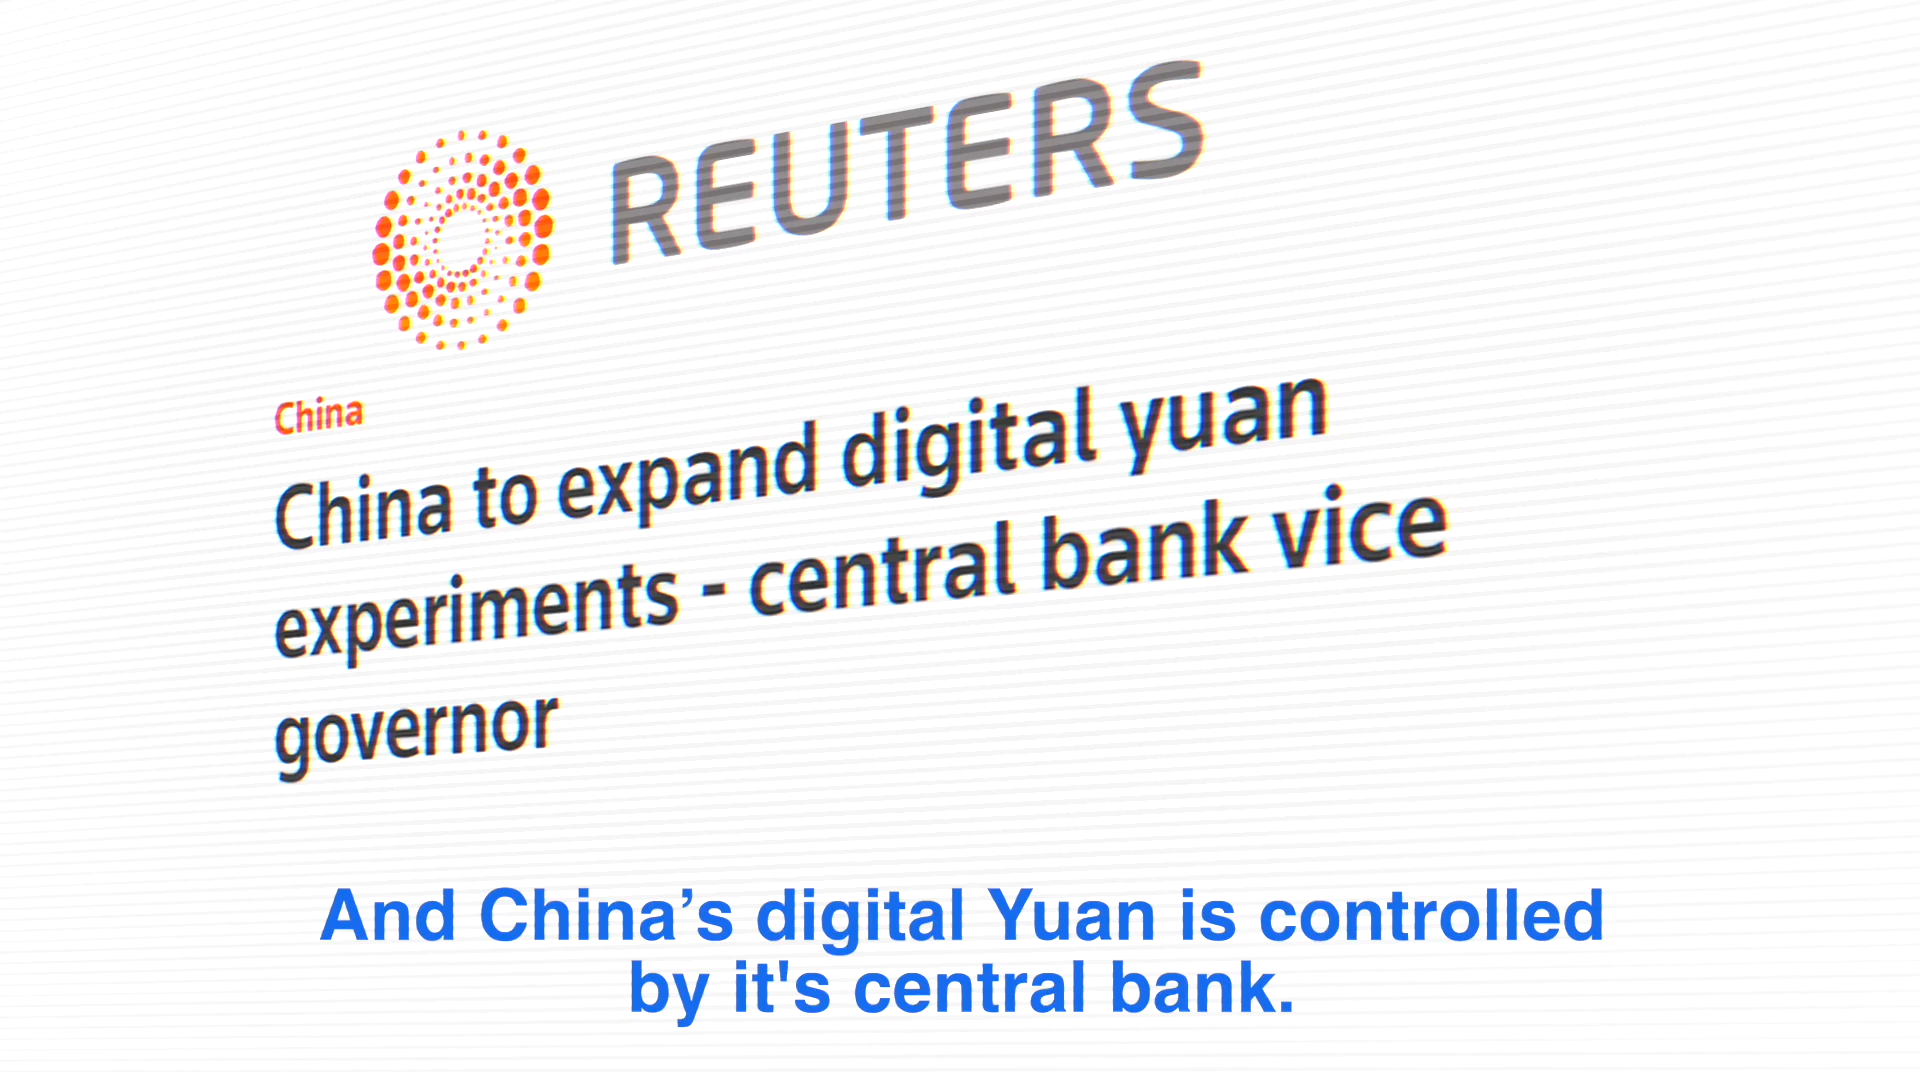 REUTERS
China
China to expand digital yuan
experiments - central bank vice
governor
And China’s digital Yuan is controlled
by it's central bank.